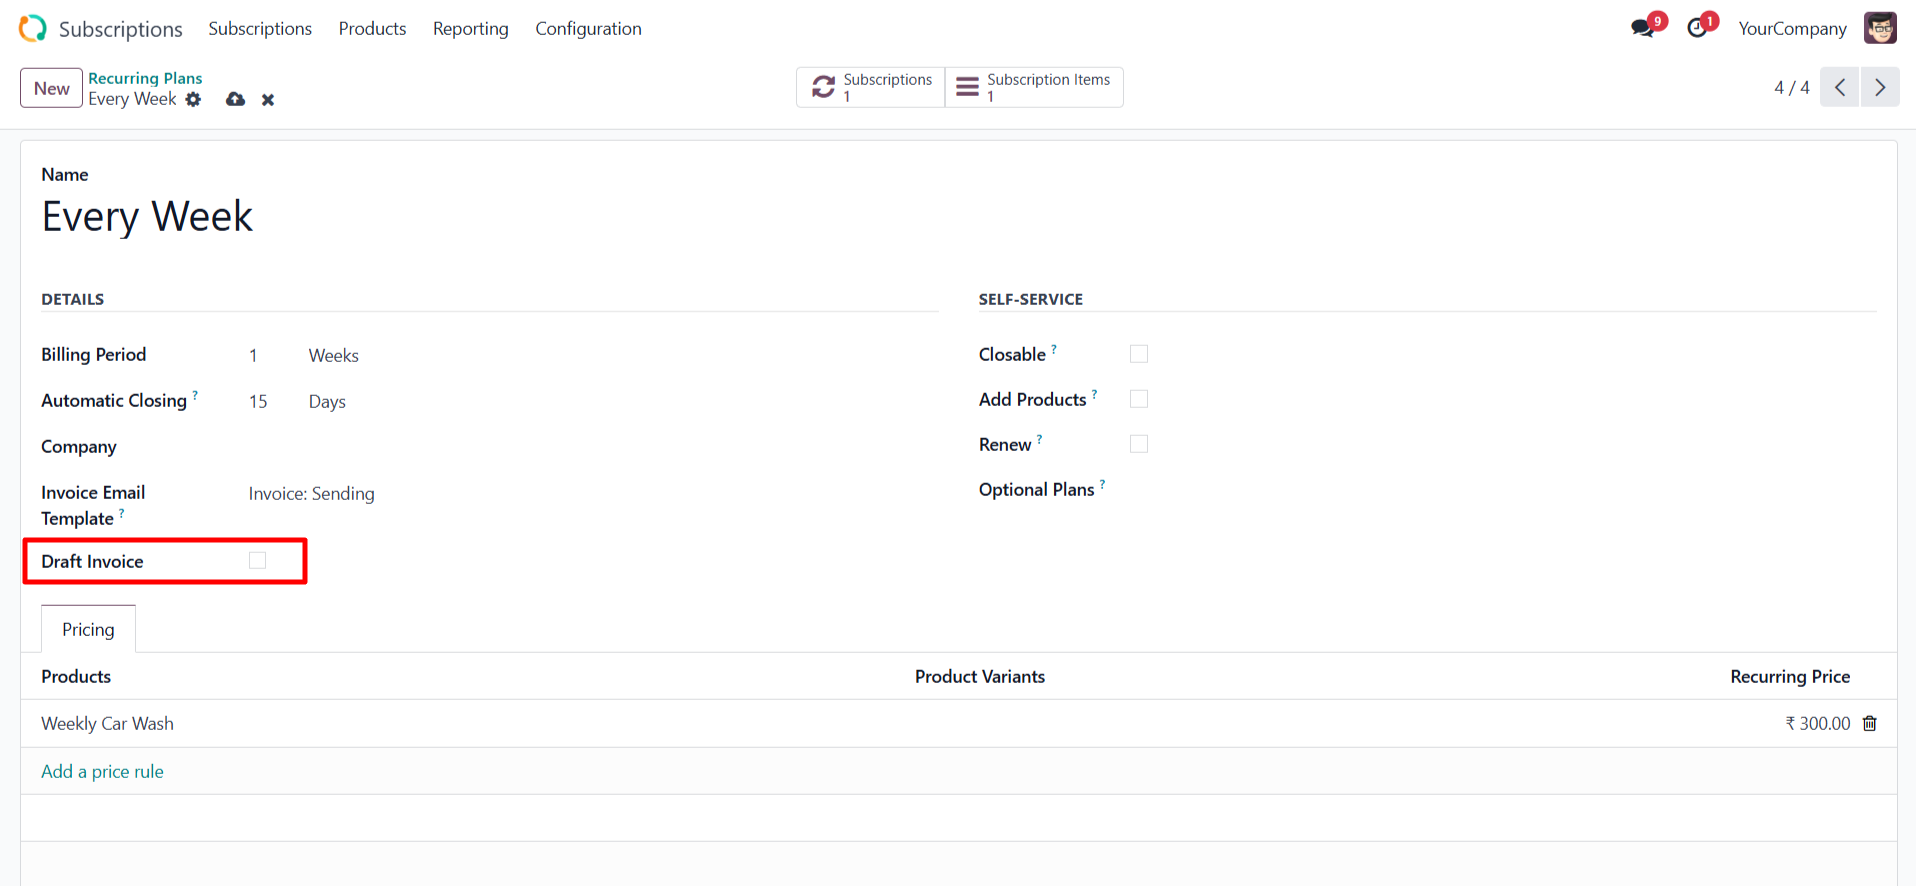 Subscriptions Subscriptions Products Reporting Configuration 9 1 YourCompany
New Recurring Plans Subscriptions Subscription Items 4 / 4
Every Week 1 1
Name
Every Week
DETAILS SELF-SERVICE
Billing Period 1 Weeks Closable ?
Automatic Closing ? 15 Days Add Products ?
Company Renew ?
Invoice Email Invoice: Sending Optional Plans ?
Template ?
Draft Invoice
Pricing
Products Product Variants Recurring Price
Weekly Car Wash ₹ 300.00
Add a price rule